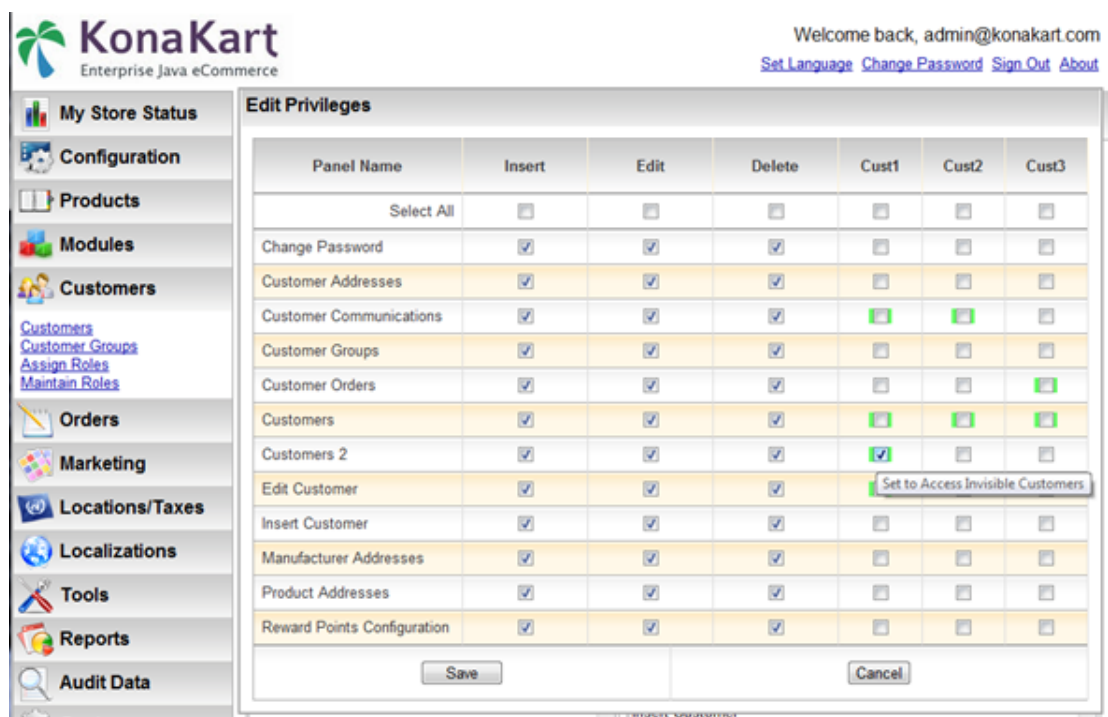 KonaKart
Enterprise Java eCommerce
Welcome back, admin@konakart.com
Set Language Change Password Sign Out About
My Store Status
Configuration
Products
Modules
Customers
Customers
Customer Groups
Assign Roles
Maintain Roles
Orders
Marketing
Locations/Taxes
Localizations
Tools
Reports
Audit Data
Edit Privileges
Panel Name Insert Edit Delete Cust1 Cust2 Cust3
Select All
Change Password
Customer Addresses
Customer Communications
Customer Groups
Customer Orders
Customers
Customers 2
Set to Access Invisible Customers
Edit Customer
Insert Customer
Manufacturer Addresses
Product Addresses
Reward Points Configuration
Save Cancel